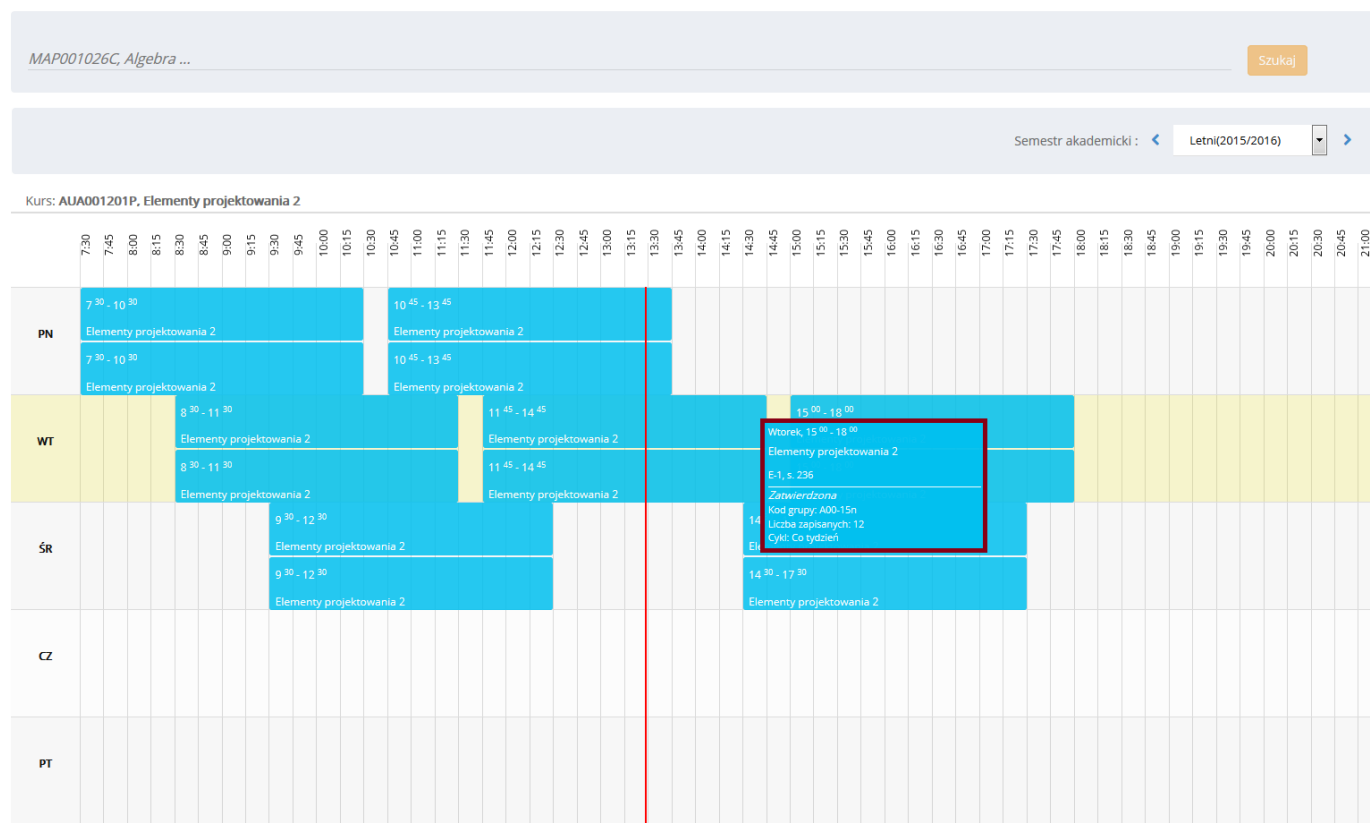 MAP001026C, Algebra ...
Szukaj
Semestr akademicki :
Letni(2015/2016)
Kurs: AUA001201P, Elementy projektowania 2
7:30 7:45 8:00 8:15 8:30 8:45 9:00 9:15 9:30 9:45 10:00 10:15 10:30 10:45 11:00 11:15 11:30 11:45 12:00 12:15 12:30 12:45 13:00 13:15 13:30 13:45 14:00 14:15 14:30 14:45 15:00 15:15 15:30 15:45 16:00 16:15 16:30 16:45 17:00 17:15 17:30 17:45 18:00 18:15 18:30 18:45 19:00 19:15 19:30 19:45 20:00 20:15 20:30 20:45 21:00
PN
7 30 - 10 30
Elementy projektowania 2
10 45 - 13 45
Elementy projektowania 2
7 30 - 10 30
Elementy projektowania 2
10 45 - 13 45
Elementy projektowania 2
WT
8 30 - 11 30
Elementy projektowania 2
11 45 - 14 45
Elementy projektowania 2
15 00 - 18 00
8 30 - 11 30
Elementy projektowania 2
11 45 - 14 45
Elementy projektowania 2
Wtorek, 15 00 - 18 00
Elementy projektowania 2
E-1, s. 236
Zatwierdzona
Kod grupy: A00-15n
Liczba zapisanych: 12
Cykl: Co tydzień
ŚR
9 30 - 12 30
Elementy projektowania 2
14
9 30 - 12 30
Elementy projektowania 2
14 30 - 17 30
Elementy projektowania 2
CZ
PT